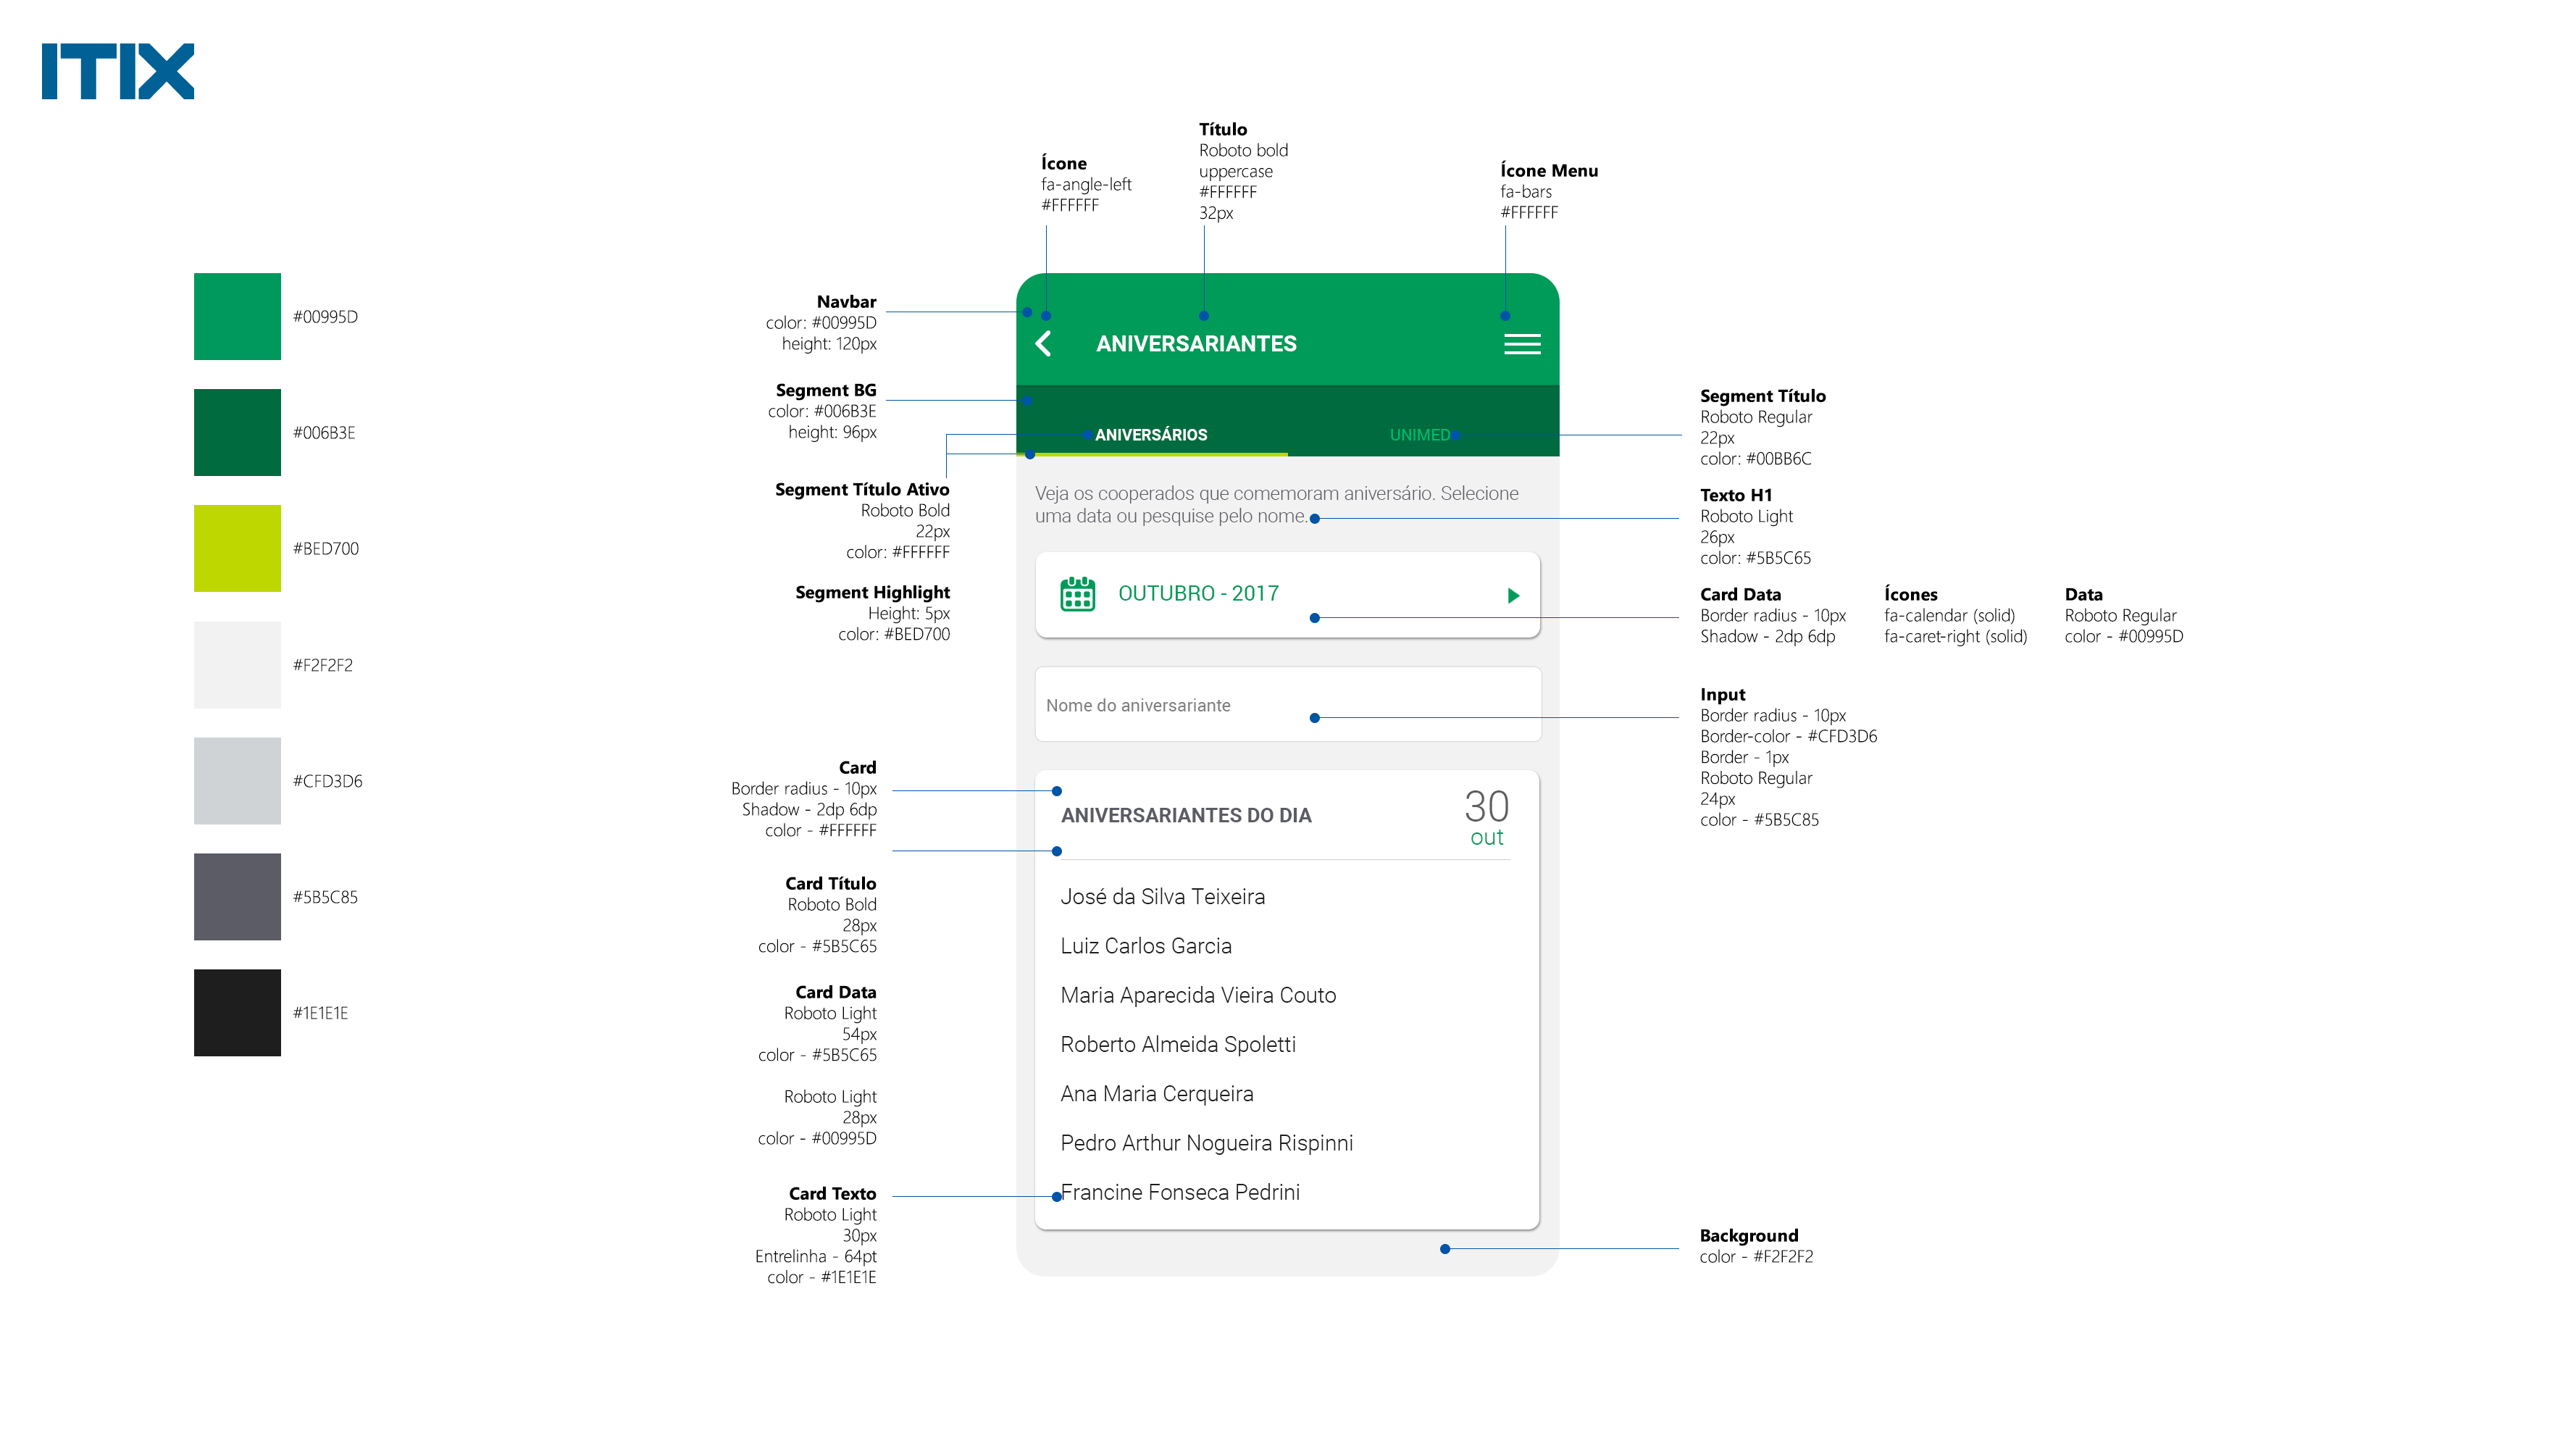 ITIX
#00995D
#006B3E
#BED700
#F2F2F2
#CFD3D6
#5B5C85
#1E1E1E
Ícone
fa-angle-left
#FFFFFF
Título
Roboto bold
uppercase
#FFFFFF
32px
Ícone Menu
fa-bars
#FFFFFF
Navbar
color: #00995D
height: 120px
Segment BG
color: #006B3E
height: 96px
Segment Título Ativo
Roboto Bold
22px
color: #FFFFFF
Segment Highlight
Height: 5px
color: #BED700
Card
Border radius - 10px
Shadow - 2dp 6dp
color - #FFFFFF
Card Título
Roboto Bold
28px
color - #5B5C65
Card Data
Roboto Light
54px
color - #5B5C65
Roboto Light
28px
color - #00995D
Card Texto
Roboto Light
30px
Entrelinha - 64pt
color - #1E1E1E
ANIVERSARIANTES
ANIVERSÁRIOS
UNIMED
Veja os cooperados que comemoram aniversário. Selecione
uma data ou pesquise pelo nome.
OUTUBRO - 2017
Nome do aniversariante
ANIVERSARIANTES DO DIA
30
out
José da Silva Teixeira
Luiz Carlos Garcia
Maria Aparecida Vieira Couto
Roberto Almeida Spoletti
Ana Maria Cerqueira
Pedro Arthur Nogueira Rispinni
Francine Fonseca Pedrini
Segment Título
Roboto Regular
22px
color: #00BB6C
Texto H1
Roboto Light
26px
color: #5B5C65
Card Data
Border radius - 10px
Shadow - 2dp 6dp
Ícones
fa-calendar (solid)
fa-caret-right (solid)
Data
Roboto Regular
color - #00995D
Input
Border radius - 10px
Border-color - #CFD3D6
Border - 1px
Roboto Regular
24px
color - #5B5C85
Background
color - #F2F2F2